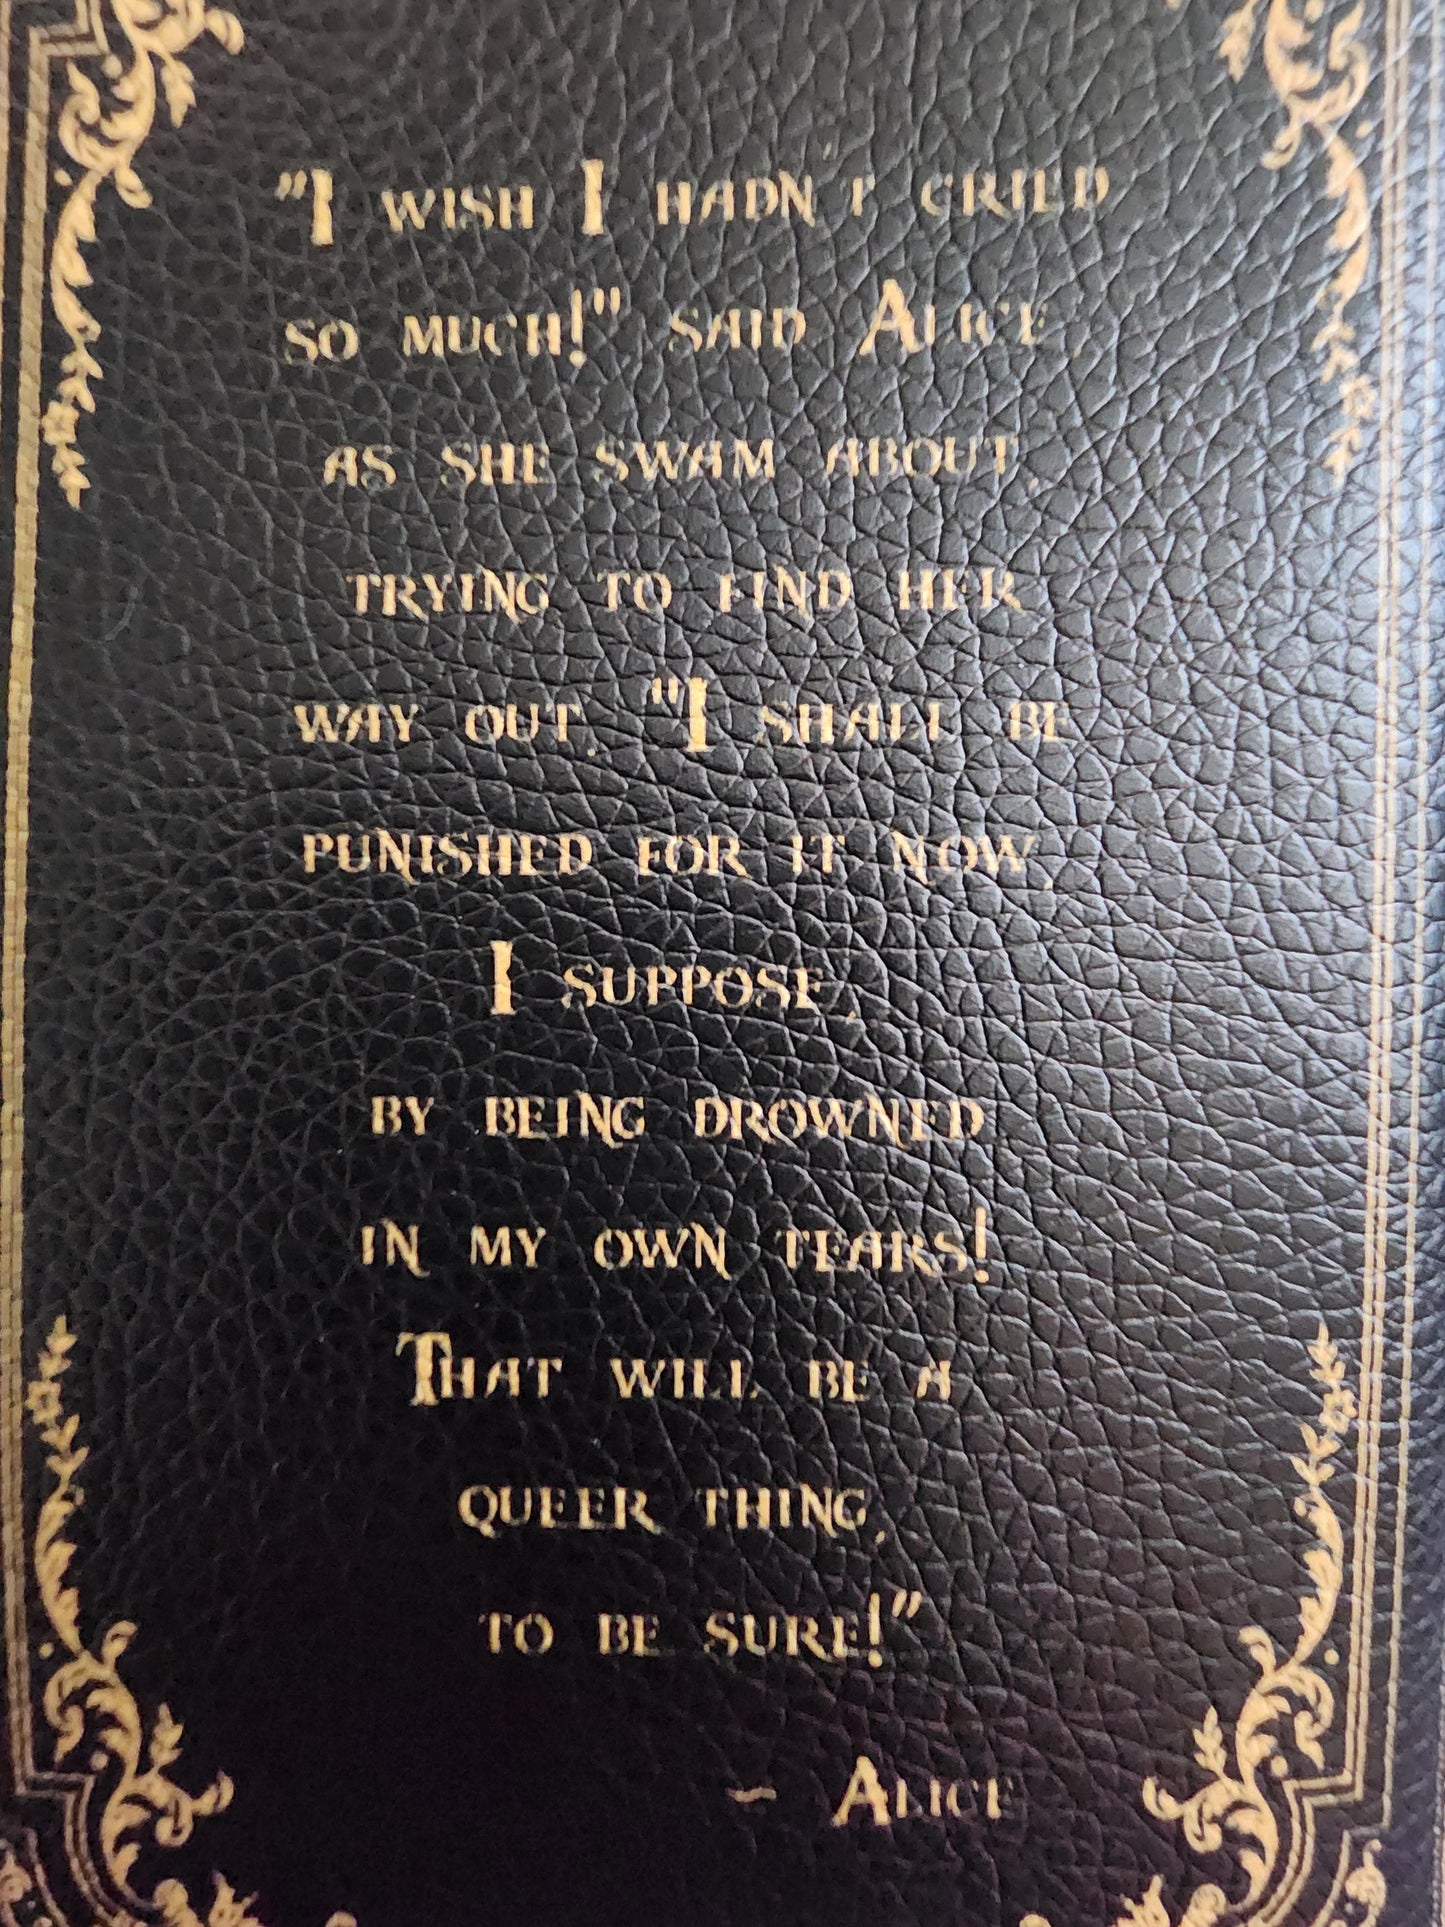 "I wish I hadn't cried
so much!" said Alice,
as she swam about,
trying to find her
way out. "I shall be
punished for it now,
I suppose,
by being drowned
in my own tears!
That will be a
queer thing,
to be sure!"
~ Alice